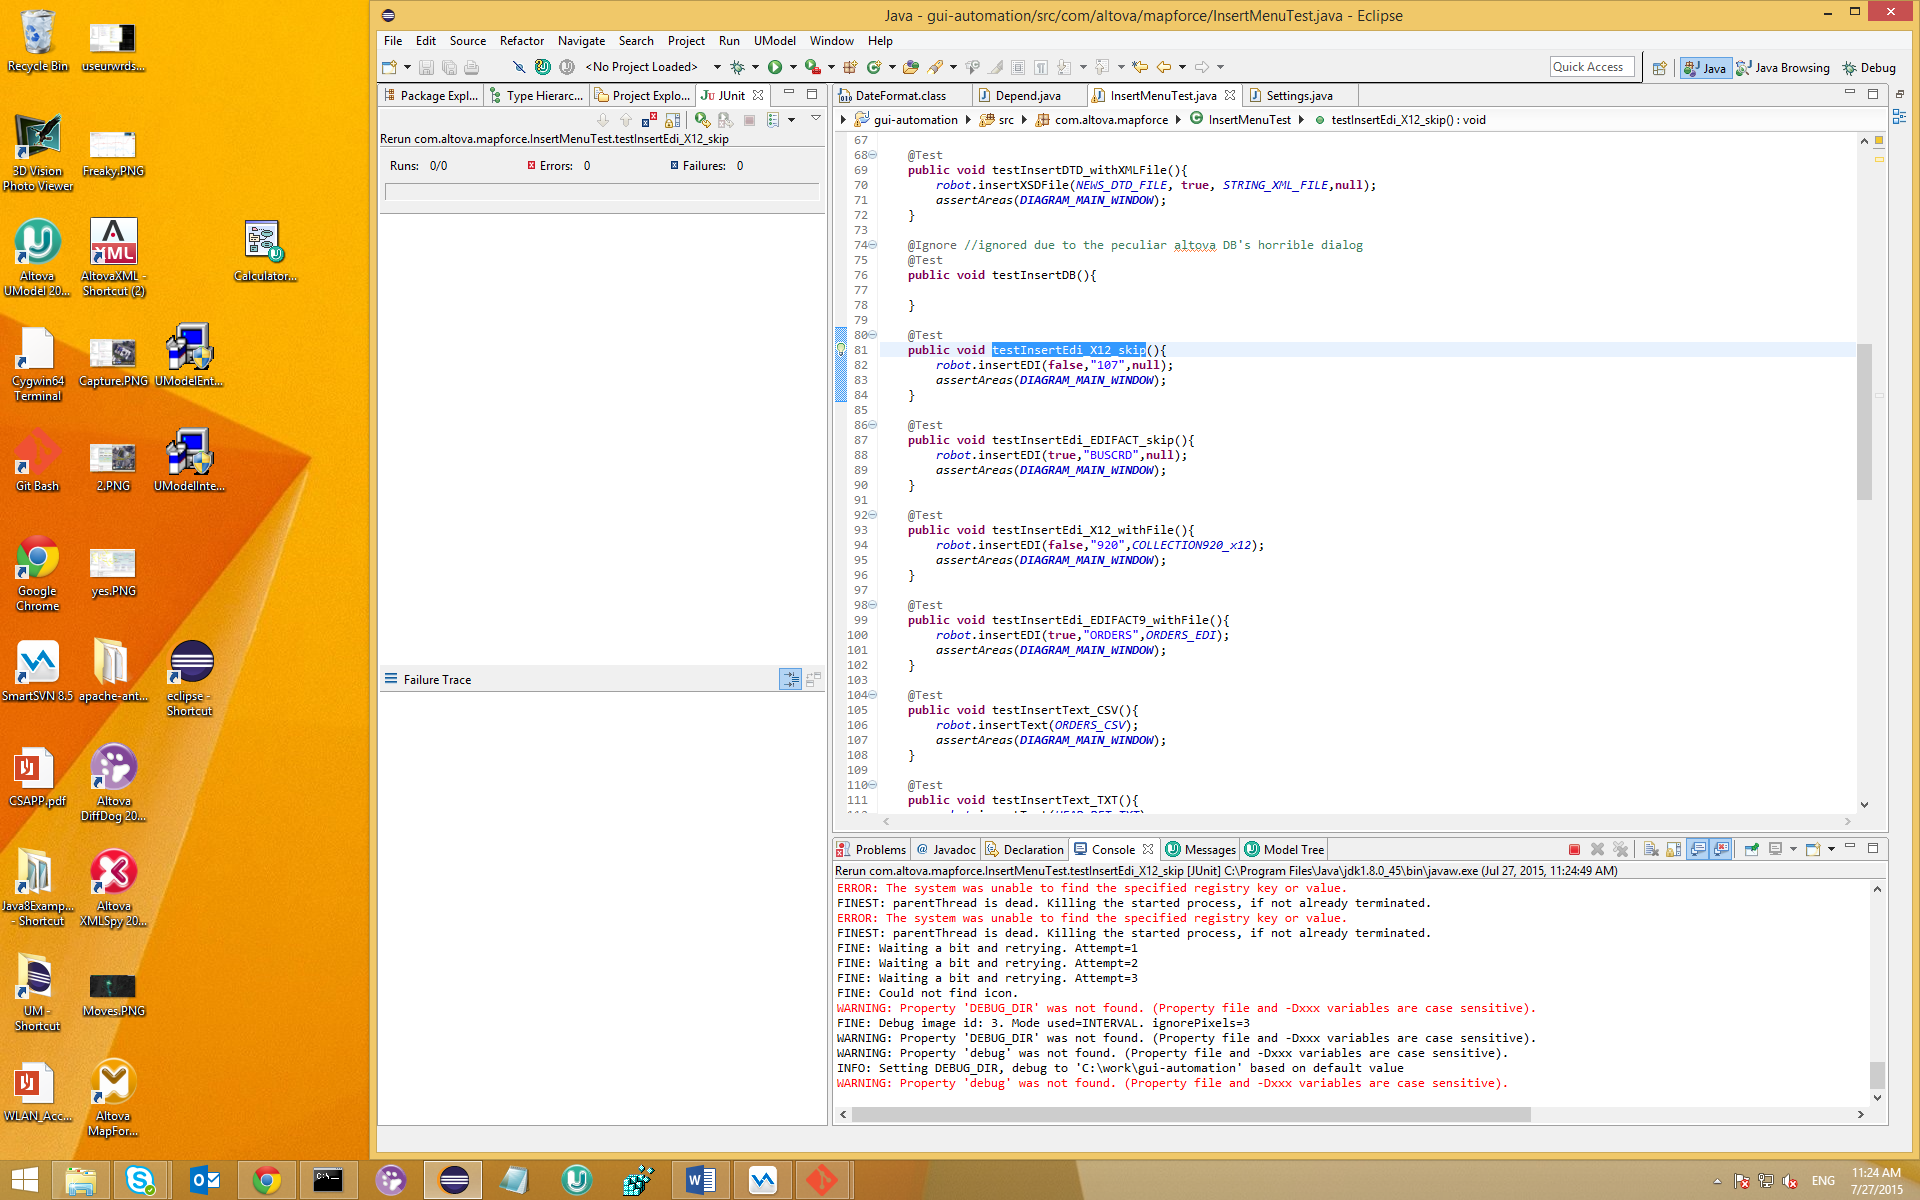 Recycle Bin
useurwrds...
3D Vision
Photo Viewer
Freaky.PNG
Altova
UModel 20...
AltovaXML -
Shortcut (2)
Calculator...
Cygwin64
Terminal
Capture.PNG
UModelEnt...
Git Bash
2.PNG
UModelInte...
Google
Chrome
yes.PNG
SmartSVN 8.5
apache-ant...
eclipse -
Shortcut
CSAPP.pdf
Altova
DiffDog 20...
Java8Examp...
- Shortcut
Altova
XMLSpy 20...
UM -
Shortcut
Moves.PNG
WLAN_Acc...
Altova
MapFor...
Java - gui-automation/src/com/altova/mapforce/InsertMenuTest.java - Eclipse
File Edit Source Refactor Navigate Search Project Run UModel Window Help
<No Project Loaded>
Quick Access
Java
Java Browsing
Debug
Package Expl...
Type Hierarc...
Project Explo...
JUnit
Rerun com.altova.mapforce.InsertMenuTest.testInsertEdi_X12_skip
Runs: 0/0
Errors: 0
Failures: 0
Failure Trace
DateFormat.class
Depend.java
InsertMenuTest.java
Settings.java
gui-automation
src
com.altova.mapforce
InsertMenuTest
testInsertEdi_X12_skip() : void
67
68 @Test
69 public void testInsertDTD_withXMLFile(){
70 robot.insertXSDFile(NEWS_DTD_FILE, true, STRING_XML_FILE,null);
71 assertAreas(DIAGRAM_MAIN_WINDOW);
72 }
73
74 @Ignore //ignored due to the peculiar altova DB's horrible dialog
75 @Test
76 public void testInsertDB(){
77
78 }
79
80 @Test
81 public void testInsertEdi_X12_skip(){
82 robot.insertEDI(false,"107",null);
83 assertAreas(DIAGRAM_MAIN_WINDOW);
84 }
85
86 @Test
87 public void testInsertEdi_EDIFACT_skip(){
88 robot.insertEDI(true,"BUSCRD",null);
89 assertAreas(DIAGRAM_MAIN_WINDOW);
90 }
91
92 @Test
93 public void testInsertEdi_X12_withFile(){
94 robot.insertEDI(false,"920",COLLECTION920_x12);
95 assertAreas(DIAGRAM_MAIN_WINDOW);
96 }
97
98 @Test
99 public void testInsertEdi_EDIFACT9_withFile(){
100 robot.insertEDI(true,"ORDERS",ORDERS_EDI);
101 assertAreas(DIAGRAM_MAIN_WINDOW);
102 }
103
104 @Test
105 public void testInsertText_CSV(){
106 robot.insertText(ORDERS_CSV);
107 assertAreas(DIAGRAM_MAIN_WINDOW);
108 }
109
110 @Test
111 public void testInsertText_TXT(){
Problems
Javadoc
Declaration
Console
Messages
Model Tree
Rerun com.altova.mapforce.InsertMenuTest.testInsertEdi_X12_skip [JUnit] C:\Program Files\Java\jdk1.8.0_45\bin\javaw.exe (Jul 27, 2015, 11:24:49 AM)
ERROR: The system was unable to find the specified registry key or value.
FINEST: parentThread is dead. Killing the started process, if not already terminated.
ERROR: The system was unable to find the specified registry key or value.
FINEST: parentThread is dead. Killing the started process, if not already terminated.
FINE: Waiting a bit and retrying. Attempt=1
FINE: Waiting a bit and retrying. Attempt=2
FINE: Waiting a bit and retrying. Attempt=3
FINE: Could not find icon.
WARNING: Property 'DEBUG_DIR' was not found. (Property file and -Dxxx variables are case sensitive).
FINE: Debug image id: 3. Mode used=INTERVAL. ignorePixels=3
WARNING: Property 'DEBUG_DIR' was not found. (Property file and -Dxxx variables are case sensitive).
WARNING: Property 'debug' was not found. (Property file and -Dxxx variables are case sensitive).
INFO: Setting DEBUG_DIR, debug to 'C:\work\gui-automation' based on default value
WARNING: Property 'debug' was not found. (Property file and -Dxxx variables are case sensitive).
ENG
11:24 AM
7/27/2015